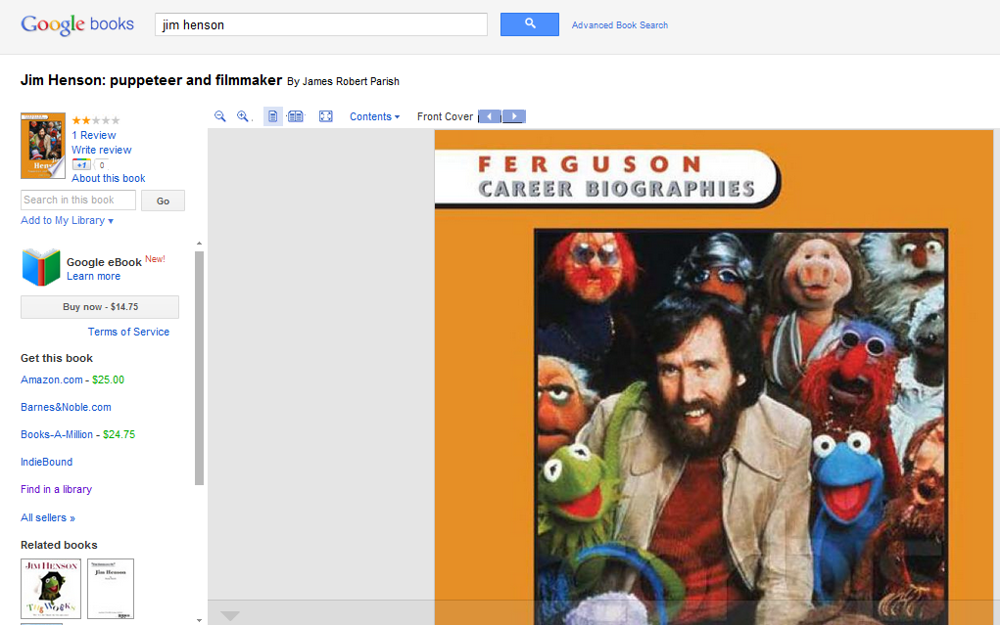 Google books
jim henson
Advanced Book Search
Jim Henson: puppeteer and filmmaker By James Robert Parish
Contents
Front Cover
1 Review
Write review
+1 0
About this book
Search in this book
Go
Add to My Library
Google eBook New!
Learn more
Buy now - $14.75
Terms of Service
Get this book
Amazon.com - $25.00
Barnes&Noble.com
Books-A-Million - $24.75
IndieBound
Find in a library
All sellers »
Related books
JIM HENSON
The WORKS
Jim Henson
FERGUSON
CAREER BIOGRAPHIES